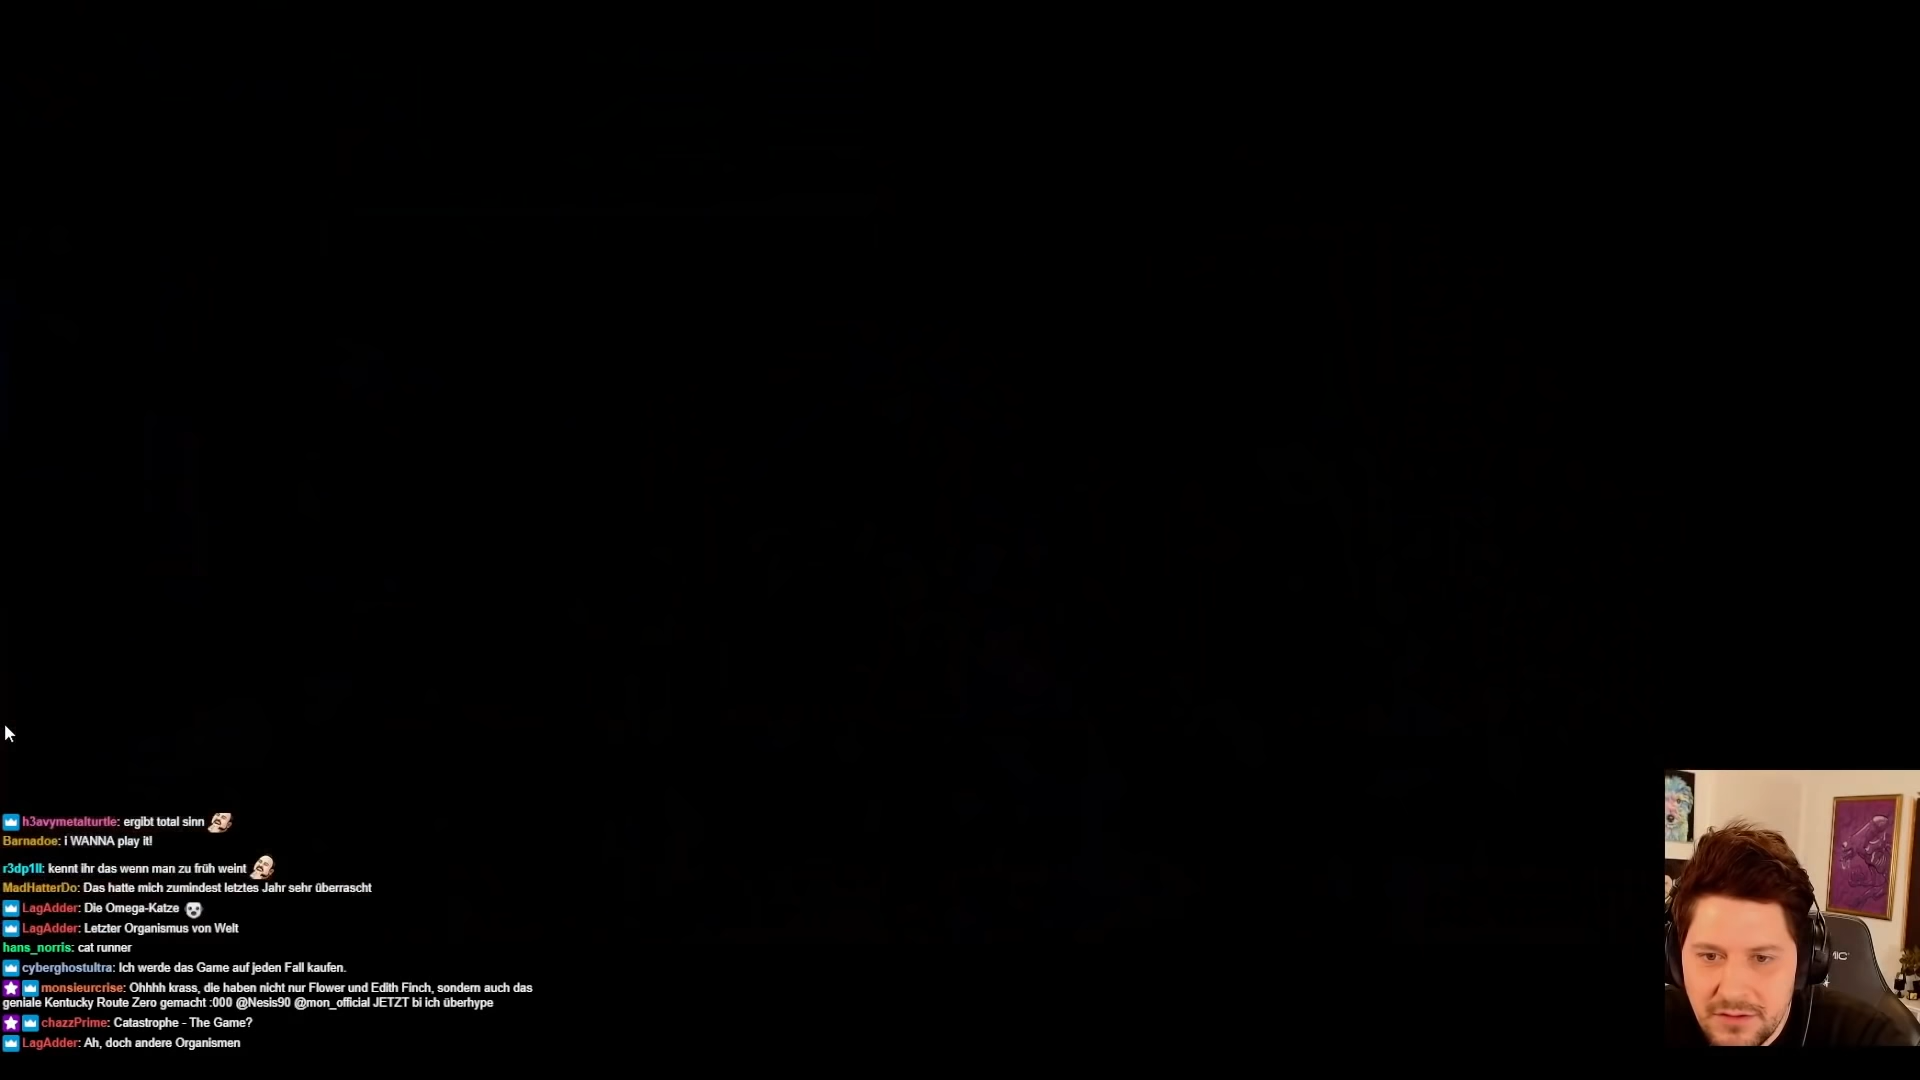 h3avymetalturtle: ergibt total sinn
Barnadoe: i WANNA play it!
r3dp1ll: kennt ihr das wenn man zu früh weint
MadHatterDo: Das hatte mich zumindest letztes Jahr sehr überrascht
LagAdder: Die Omega-Katze
LagAdder: Letzter Organismus von Welt
hans_norris: cat runner
cyberghostultra: Ich werde das Game auf jeden Fall kaufen.
monsieurcrise: Ohhhh krass, die haben nicht nur Flower und Edith Finch, sondern auch das
geniale Kentucky Route Zero gemacht :000 @Nesis90 @mon_official JETZT bi ich überhype
chazzPrime: Catastrophe - The Game?
LagAdder: Ah, doch andere Organismen